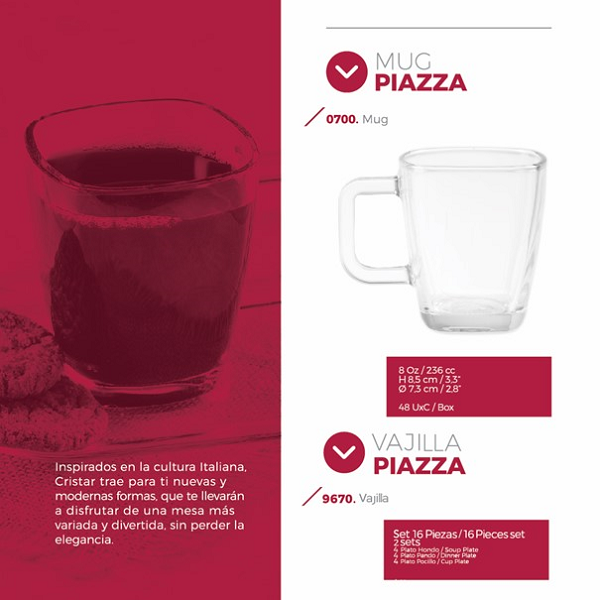 Inspirados en la cultura Italiana,
Cristar trae para ti nuevas y
modernas formas, que te llevarán
a disfrutar de una mesa más
variada y divertida, sin perder la
elegancia.
MUG
PIAZZA
0700. Mug
8 Oz / 236 cc
H 8.5 cm / 3,3"
Ø 7,3 cm / 2,8"
48 UxC / Box
VAJILLA
PIAZZA
9670. Vajilla
Set 16 Piezas / 16 Pieces set
2 sets
4 Plato Hondo / Soup Plate
4 Plato Pando / Dinner Plate
4 Plato Pocillo / Cup Plate